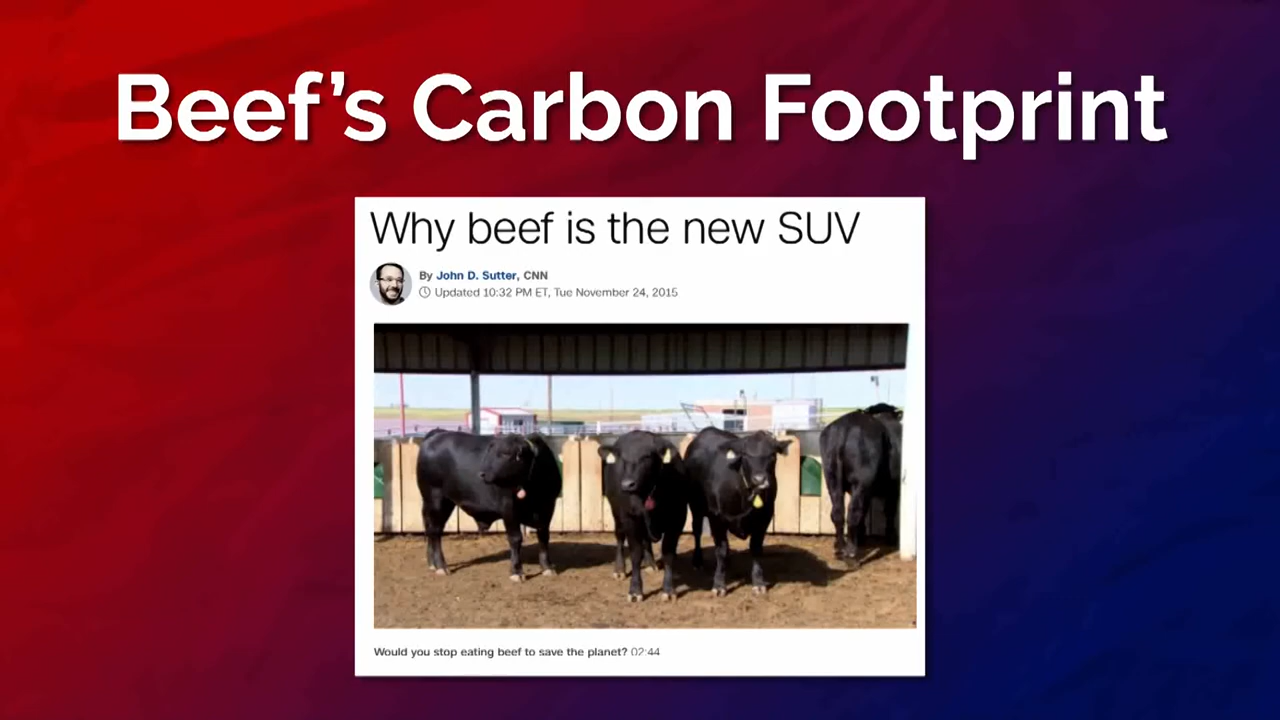 Beef's Carbon Footprint
Why beef is the new SUV
By John D. Sutter, CNN
Updated 10:32 PM ET, Tue November 24, 2015
Would you stop eating beef to save the planet? 02:44